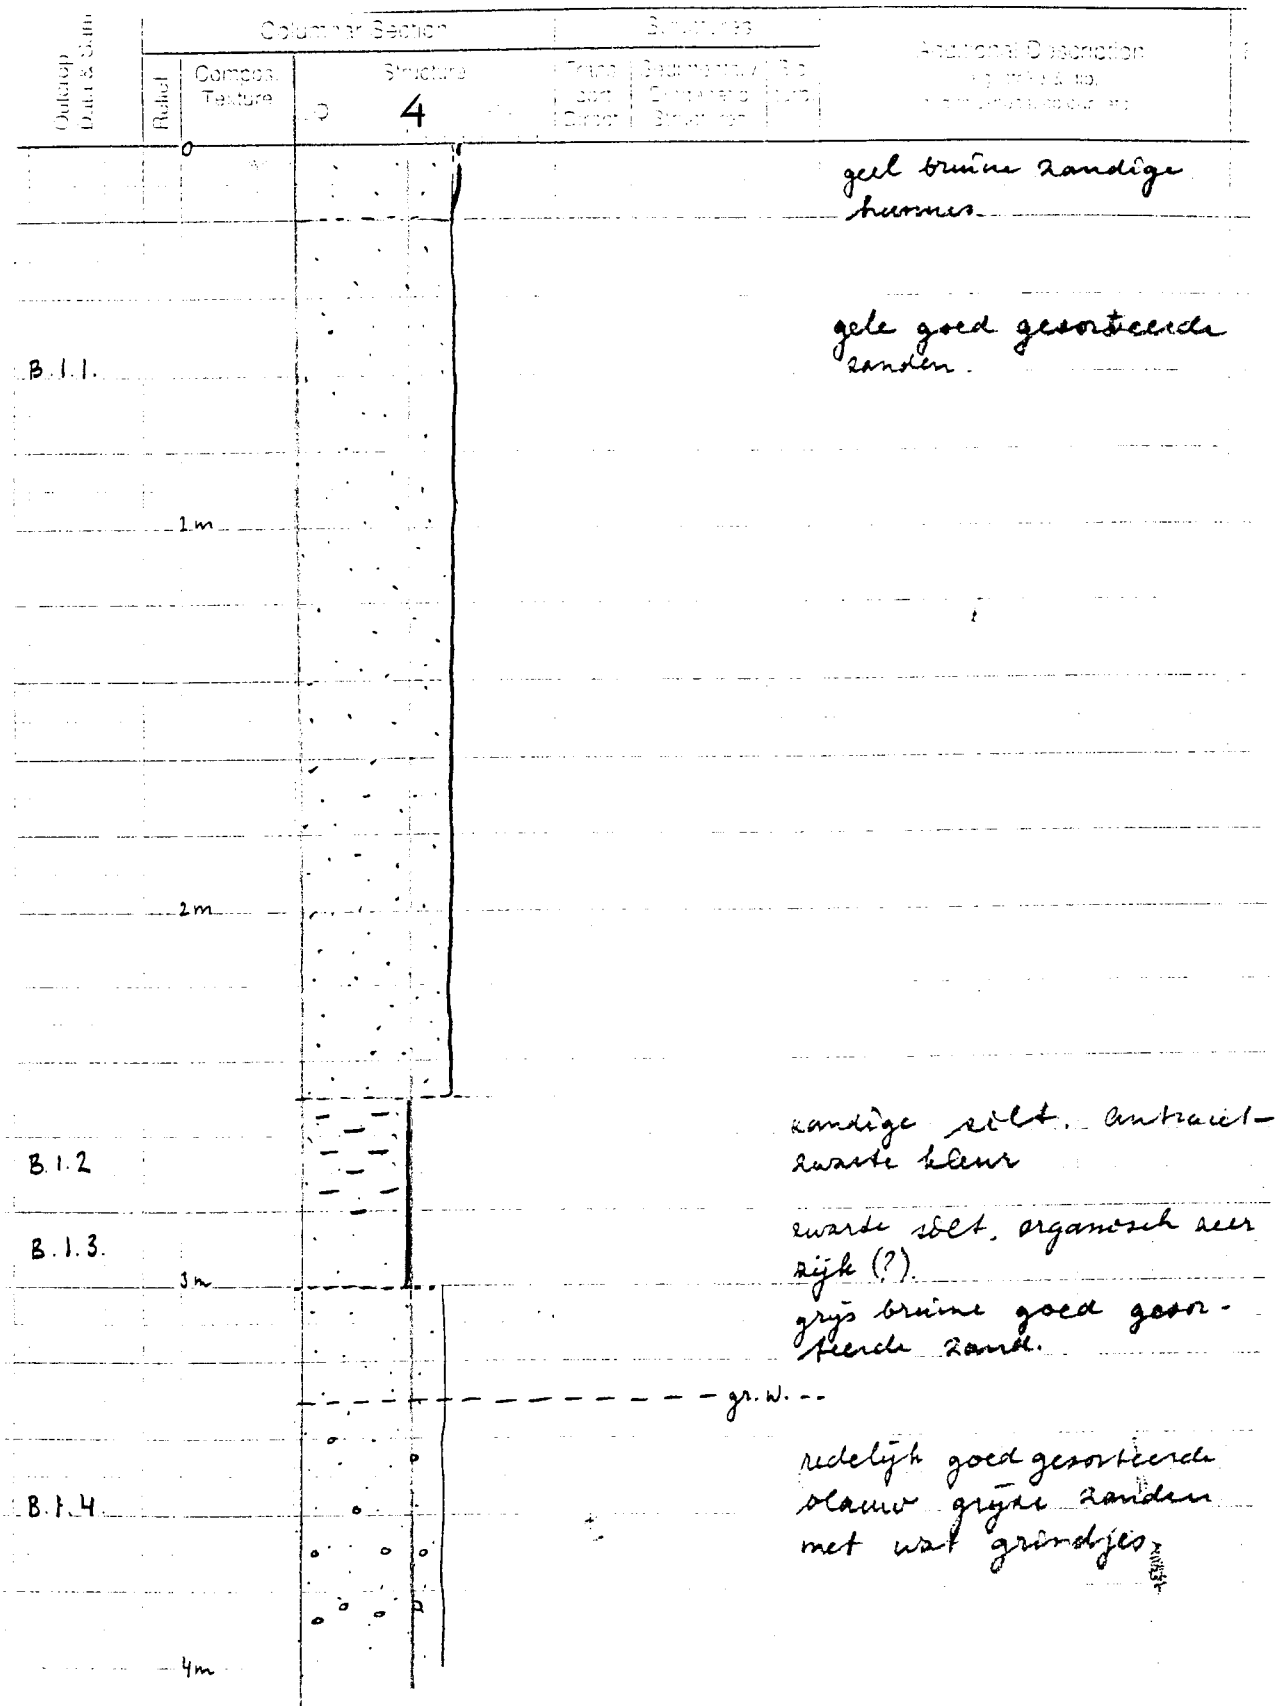 Outcrop
Data & Sam
Columnar Section
Structures
Additional Description
Relief
Compos.
Texture
Structure
4
Sedimentary
0
geel bruine zandige
humus
gele goed gesorteerde
zanden.
B.1.1.
1m
2m
zandige silt. antraciet-
zwarte kleur
B.1.2
zwarte silt. organisch zeer
rijk (?).
B.1.3.
3m
grijs bruine goed gesor-
teerde zand.
gr.w.
redelijk goed gesorteerde
blauw grijze zanden
met wat grindjes
B.1.4
4m